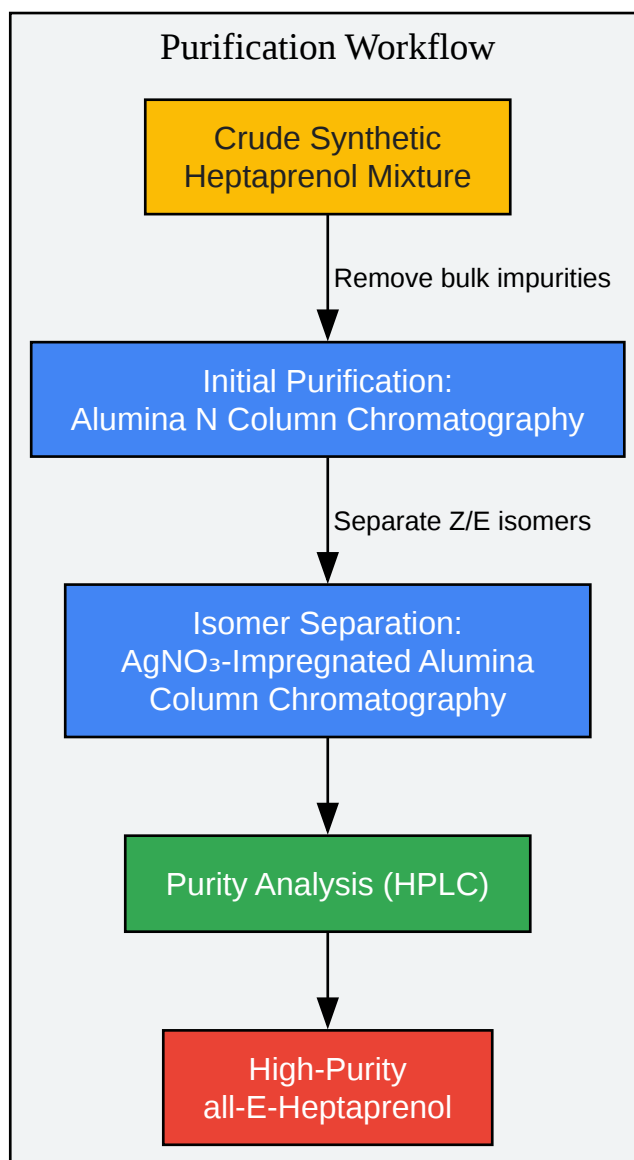 Purification Workflow
Crude Synthetic
Heptaprenol Mixture
Remove bulk impurities
Initial Purification:
Alumina N Column Chromatography
Separate Z/E isomers
Isomer Separation:
AgNO₃-Impregnated Alumina
Column Chromatography
Purity Analysis (HPLC)
High-Purity
all-E-Heptaprenol